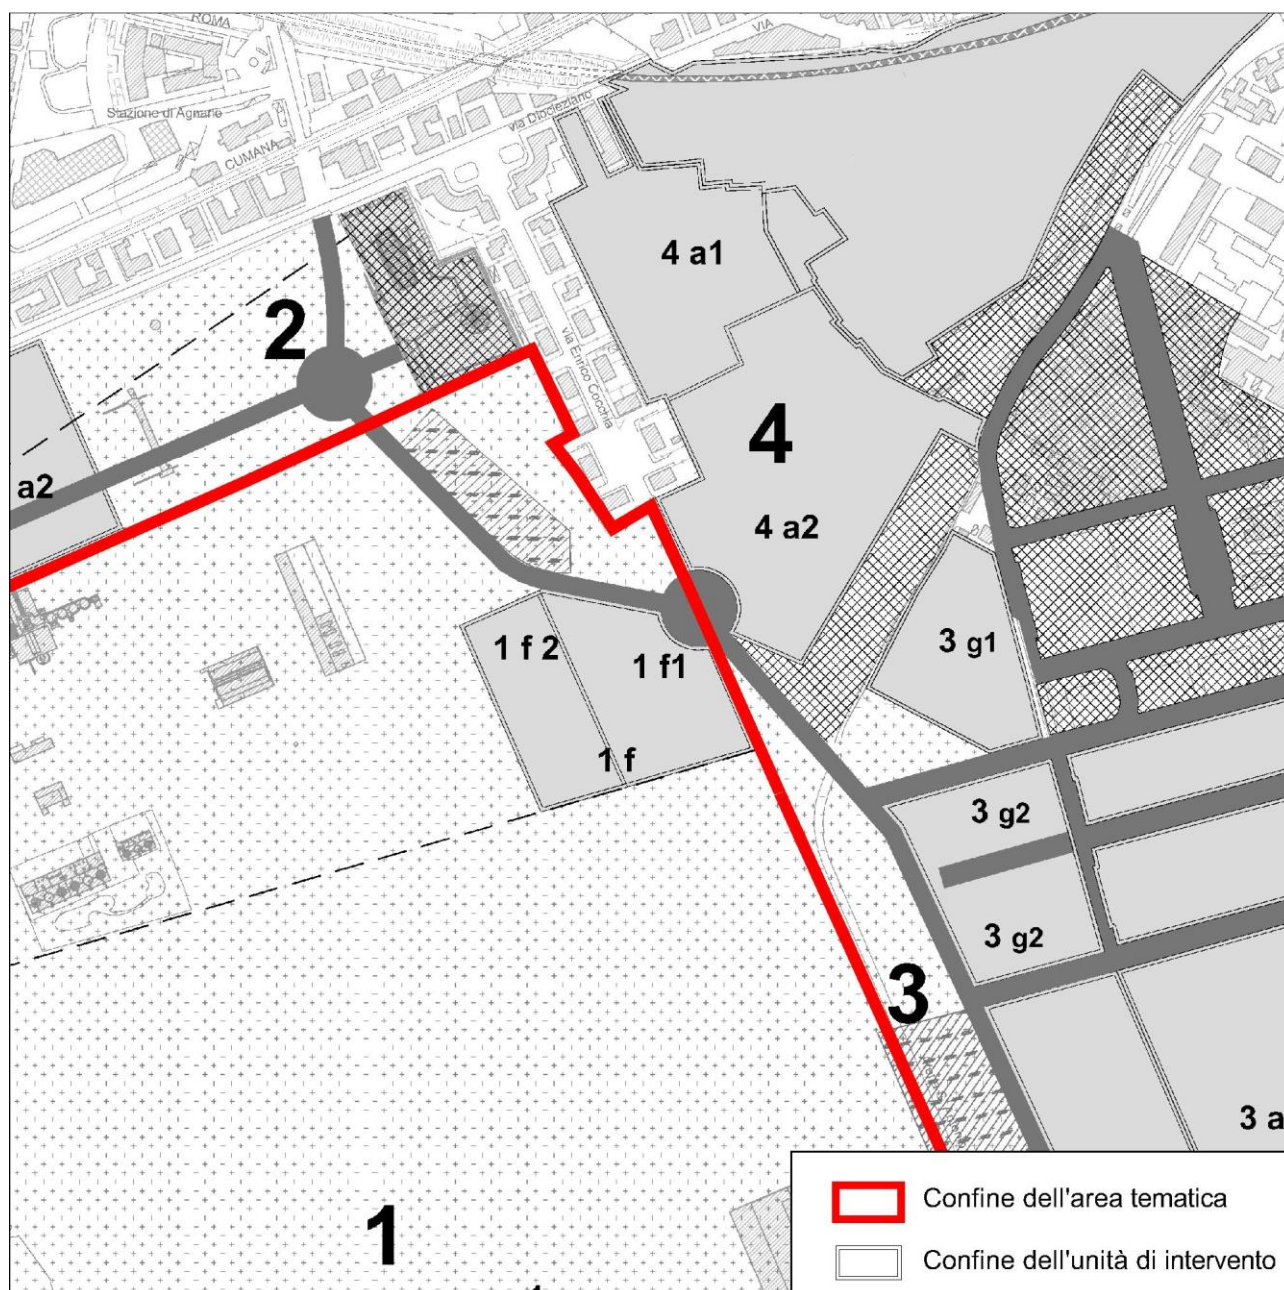 ROMA
VIA
Stazione di Agnano
CUMANA
via Diocleziano
4 a1
2
via Enrico Cocchia
4
a2
4 a2
1 f 2
1 f1
3 g1
1 f
3 g2
3 g2
3
3 a
1
Confine dell'area tematica
Confine dell'unità di intervento